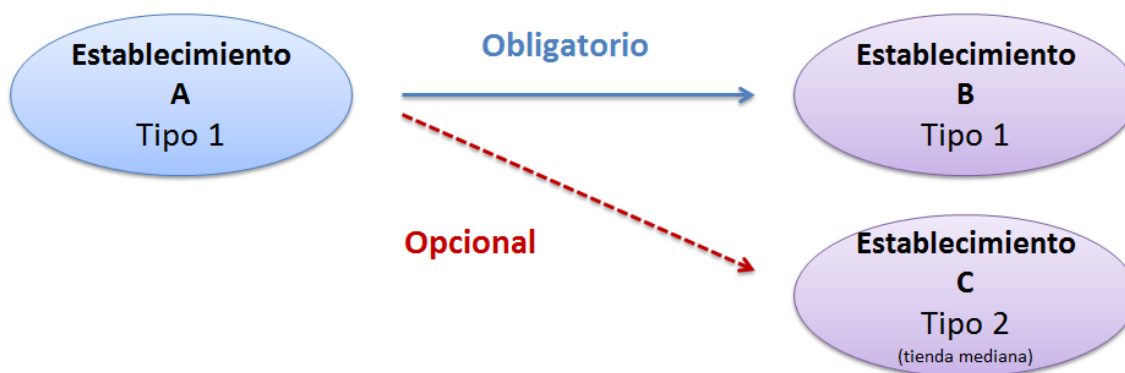 Establecimiento
A
Tipo 1
Obligatorio
Establecimiento
B
Tipo 1
Opcional
Establecimiento
C
Tipo 2
(tienda mediana)